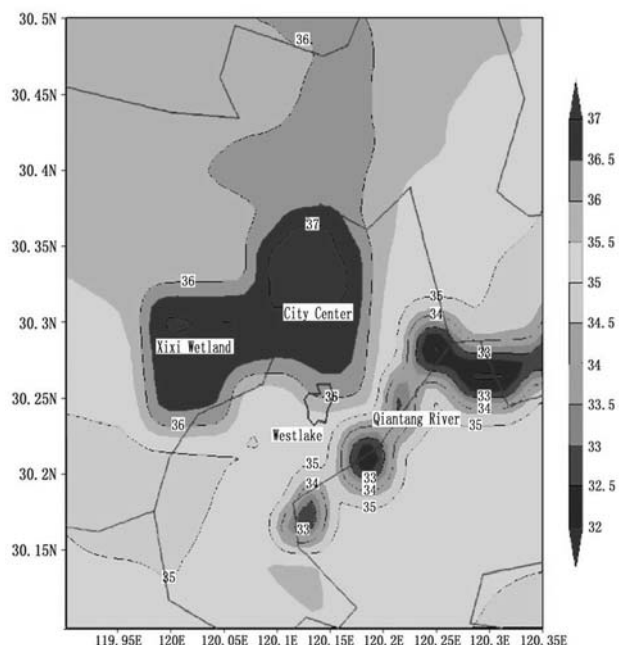 30.5N
36
30.45N
37
36.5
30.4N
36
37
35.5
30.35N
36
35
35
34
34.5
30.3N
City Center
33
Xixi Wetland
34
30.25N
36
36
33
34
33.5
Qiantang River
35
Westlake
33
35
30.2N
34
33
34
32.5
35
33
32
30.15N
35
119.95E 120E 120.05E 120.1E 120.15E 120.2E 120.25E 120.3E 120.35E